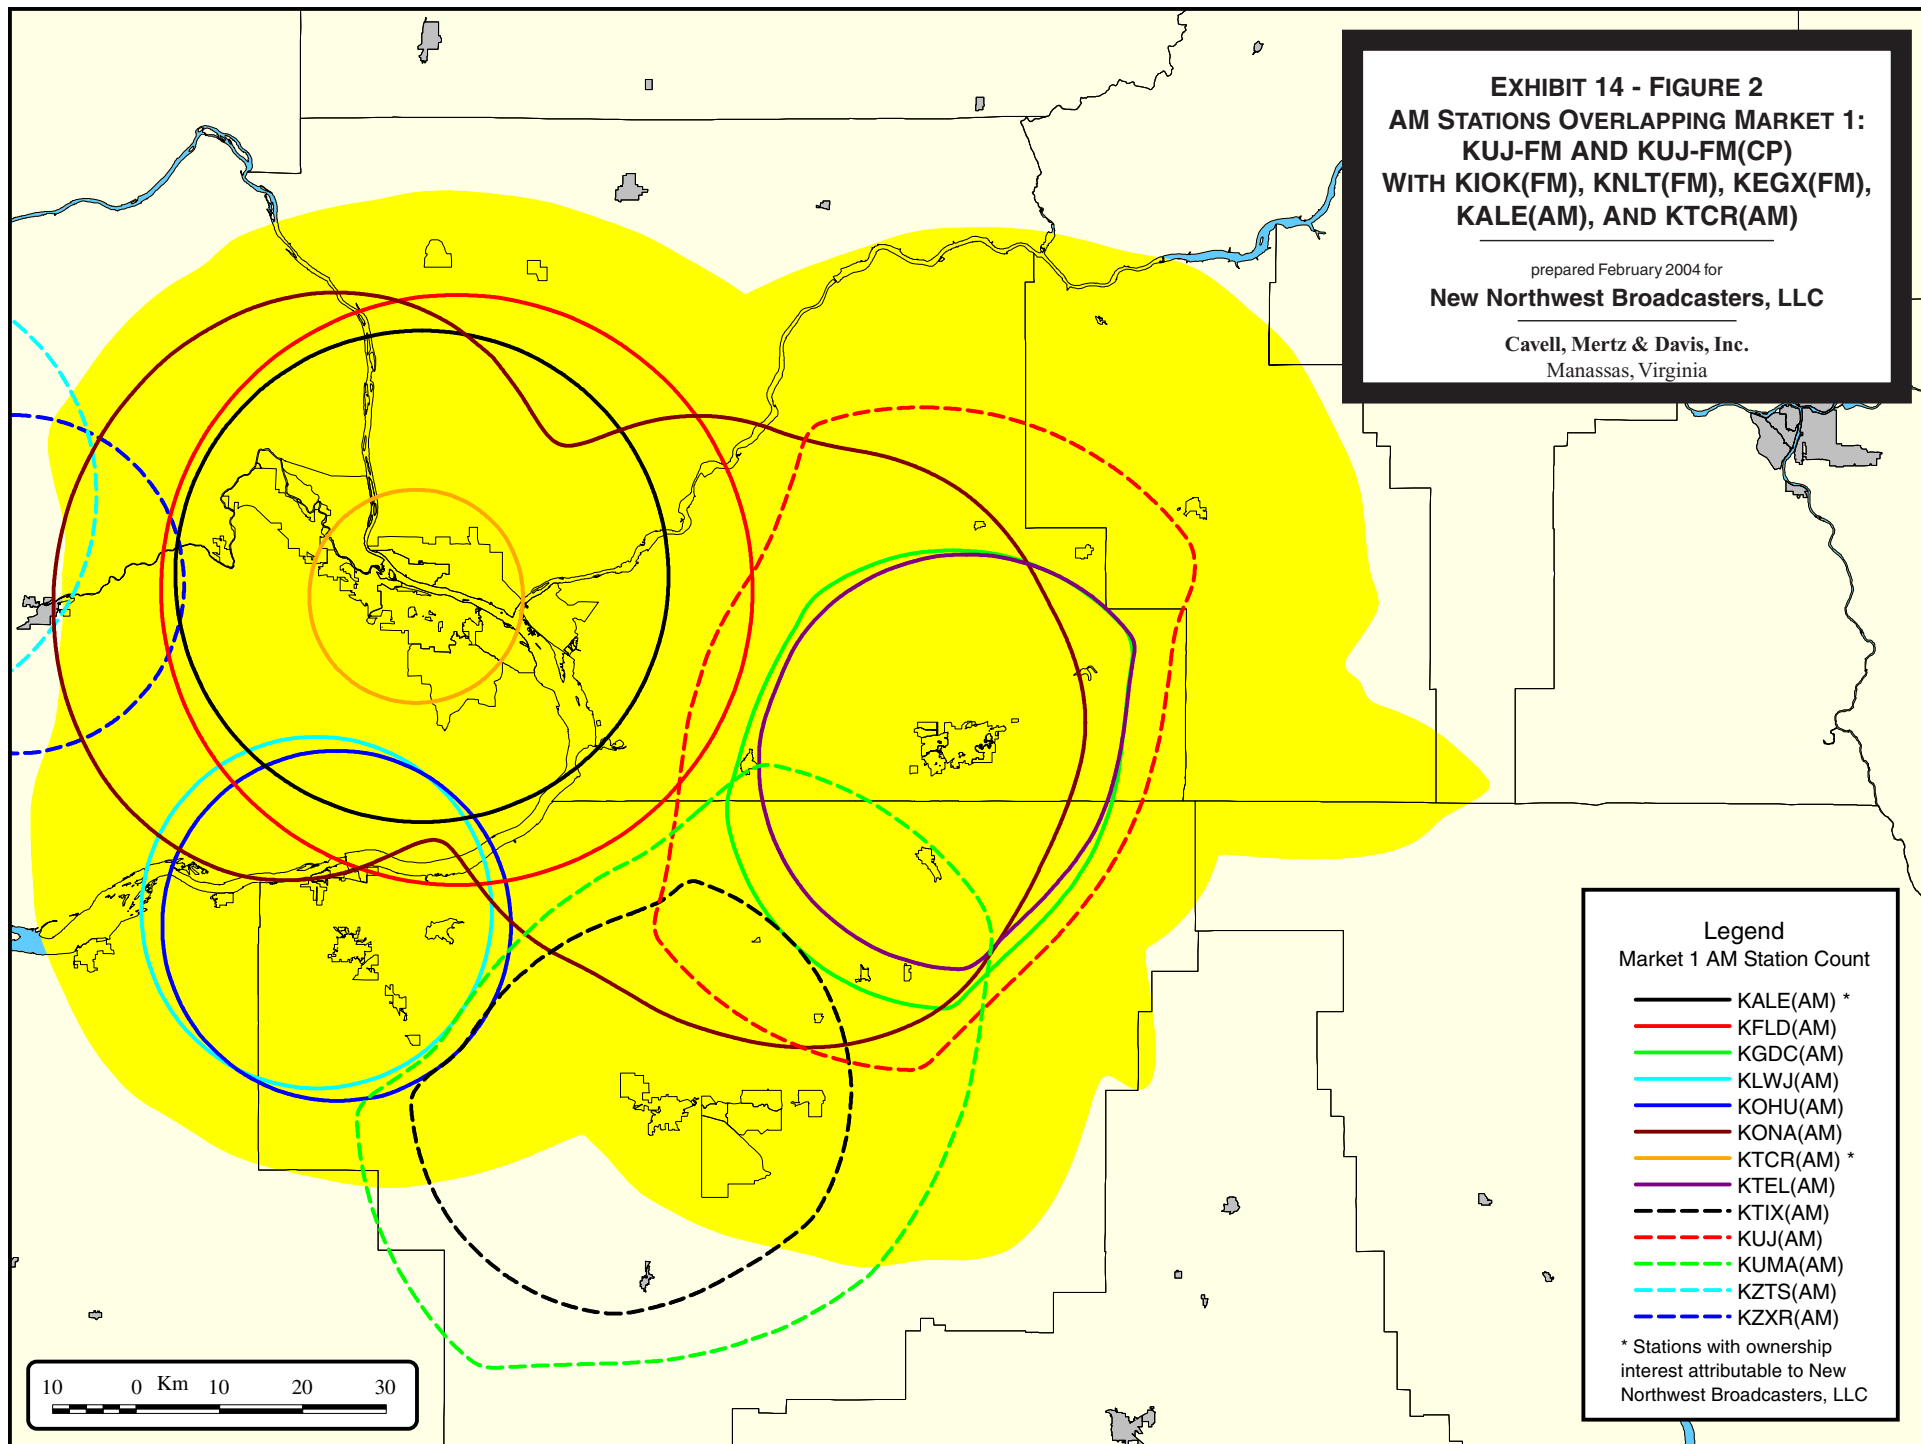 EXHIBIT 14 - FIGURE 2
AM STATIONS OVERLAPPING MARKET 1:
KUJ-FM AND KUJ-FM(CP)
WITH KIOK(FM), KNLT(FM), KEGX(FM),
KALE(AM), AND KTCR(AM)
prepared February 2004 for
New Northwest Broadcasters, LLC
Cavell, Mertz & Davis, Inc.
Manassas, Virginia
Legend
Market 1 AM Station Count
KALE(AM) *
KFLD(AM)
KGDC(AM)
KLWJ(AM)
KOHU(AM)
KONA(AM)
KTCR(AM) *
KTEL(AM)
KTIX(AM)
KUJ(AM)
KUMA(AM)
KZTS(AM)
KZXR(AM)
* Stations with ownership
interest attributable to New
Northwest Broadcasters, LLC
10 0 Km 10 20 30